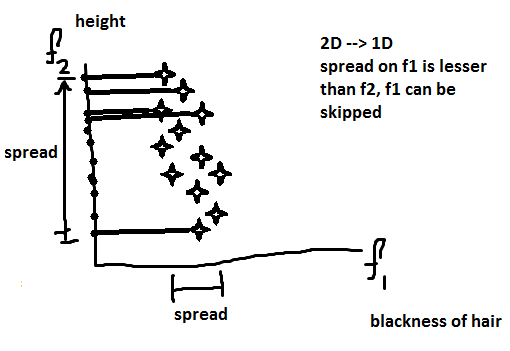 height
f2
2D --> 1D
spread on f1 is lesser
than f2, f1 can be
skipped
spread
f1
spread
blackness of hair